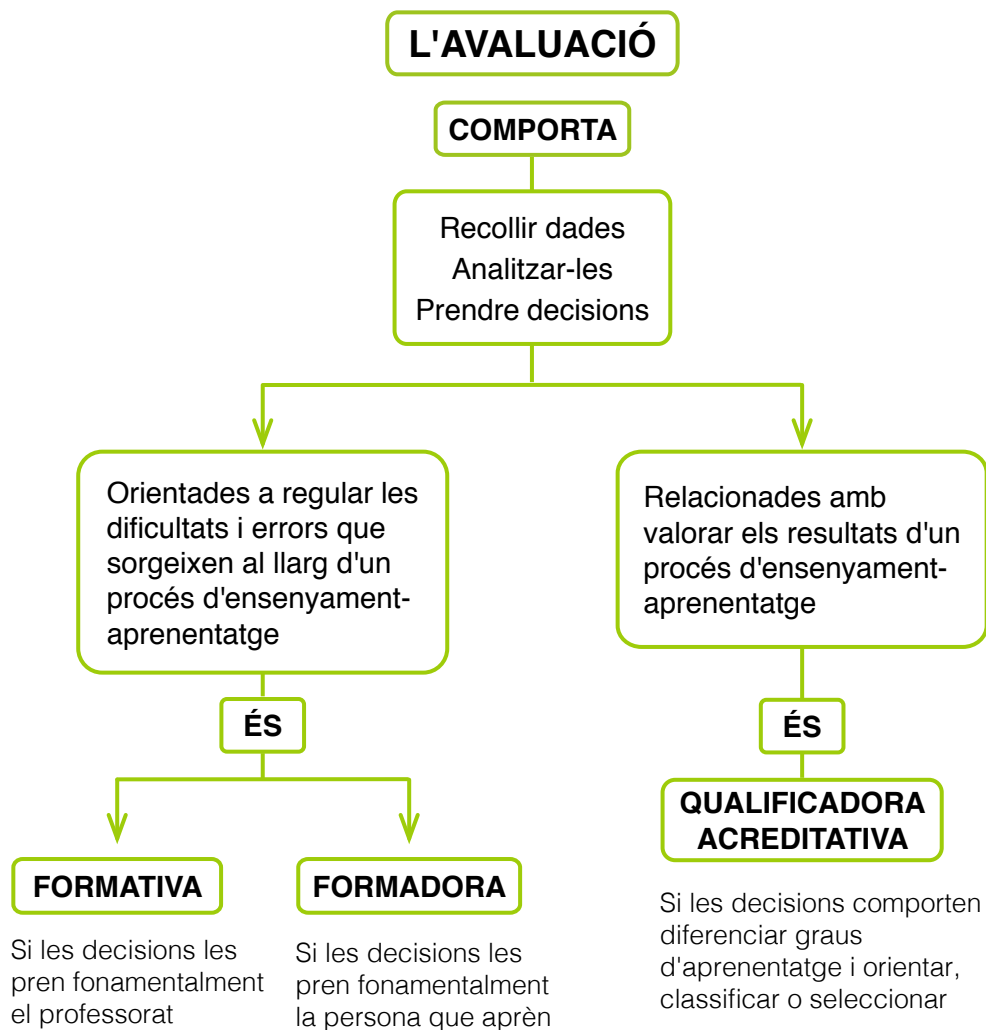 L'AVALUACIÓ
COMPORTA
Recollir dades
Analitzar-les
Prendre decisions
Orientades a regular les
dificultats i errors que
sorgeixen al llarg d'un
procés d'ensenyament-
aprenentatge
Relacionades amb
valorar els resultats d'un
procés d'ensenyament-
aprenentatge
ÉS
ÉS
FORMATIVA
Si les decisions les
pren fonamentalment
el professorat
FORMADORA
Si les decisions les
pren fonamentalment
la persona que aprèn
QUALIFICADORA
ACREDITATIVA
Si les decisions comporten
diferenciar graus
d'aprenentatge i orientar,
classificar o seleccionar